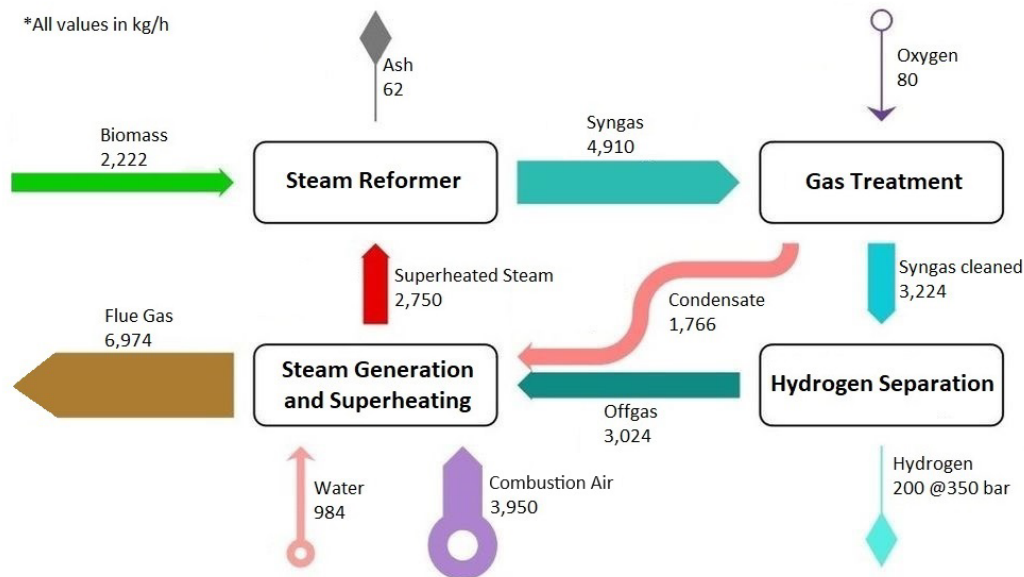 *All values in kg/h
Ash
62
Oxygen
80
Biomass
2,222
Steam Reformer
Syngas
4,910
Gas Treatment
Superheated Steam
2,750
Condensate
1,766
Syngas cleaned
3,224
Flue Gas
6,974
Steam Generation
and Superheating
Offgas
3,024
Hydrogen Separation
Water
984
Combustion Air
3,950
Hydrogen
200 @350 bar